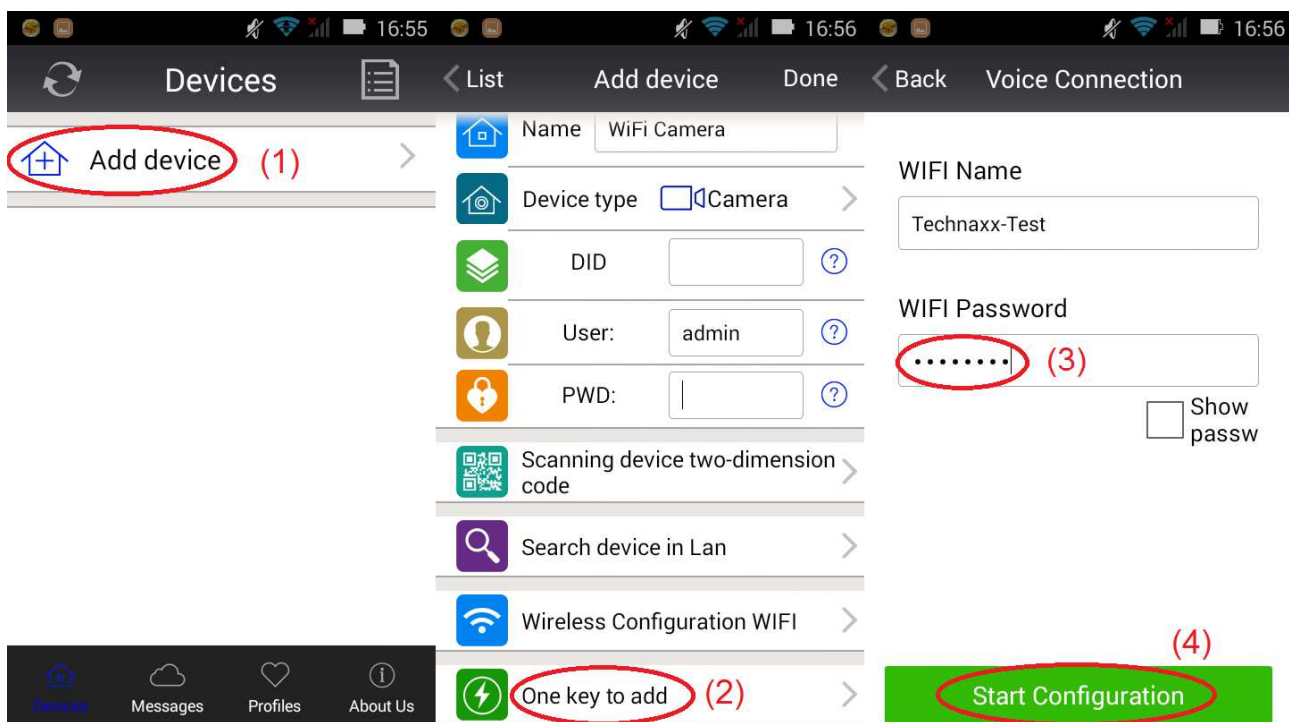 16:55
Devices
Add device
(1)
Devices
Messages
Profiles
About Us
16:56
List
Add device
Done
Name
WiFi Camera
Device type
Camera
DID
?
User:
admin
?
PWD:
?
Scanning device two-dimension
code
Search device in Lan
Wireless Configuration WIFI
One key to add
(2)
16:56
Back
Voice Connection
WIFI Name
Technaxx-Test
WIFI Password
••••••••
(3)
Show
passw
(4)
Start Configuration